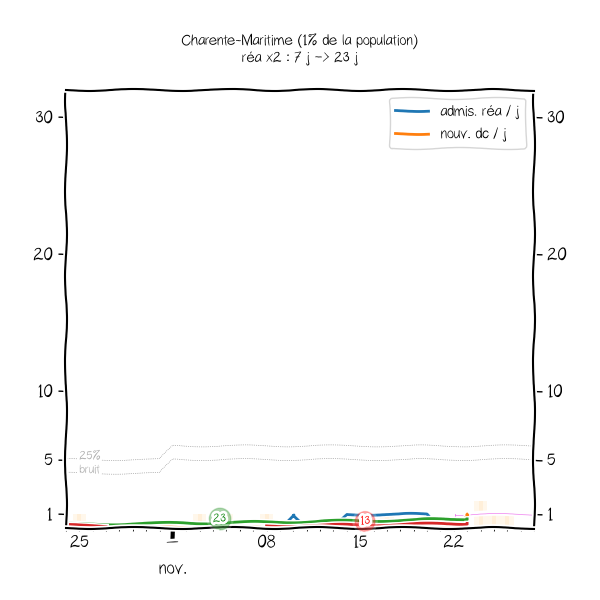 Charente-Maritime (1% de la population)
réa x2 : 7 j -> 23 j
admis. réa / j
nouv. dc / j
30 30
20 20
10 10
25%
5 5
bruit
1 1
23 13
25 1 08 15 22
nov.